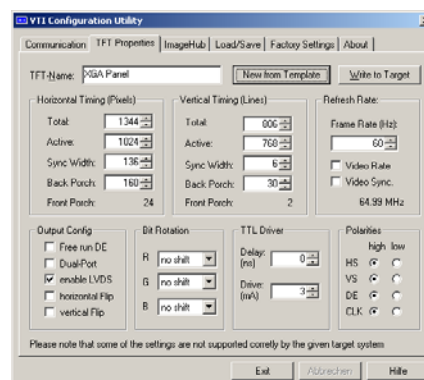 VTI Configuration Utility
Communication TFT Properties ImageHub Load/Save Factory Settings About
TFT-Name: XGA Panel New from Template Write to Target
Horizontal Timing (Pixels) Vertical Timing (Lines) Refresh Rate:
Total: 1344 Total: 806 Frame Rate (Hz):
Active: 1024 Active: 768 60
Sync Width: 136 Sync Width: 6 Video Rate
Back Porch: 160 Back Porch: 30 Video Sync.
Front Porch: 24 Front Porch: 2 64.99 MHz
Output Config Bit Rotation TTL Driver Polarities
Free run DE high low
Dual-Port R no shift Delay: (ns) 0 HS
enable LVDS G no shift VS
horizontal Flip B no shift Drive: (mA) 3 DE
vertical Flip CLK
Please note that some of the settings are not supported corretly by the given target system
Exit Abbrechen Hilfe